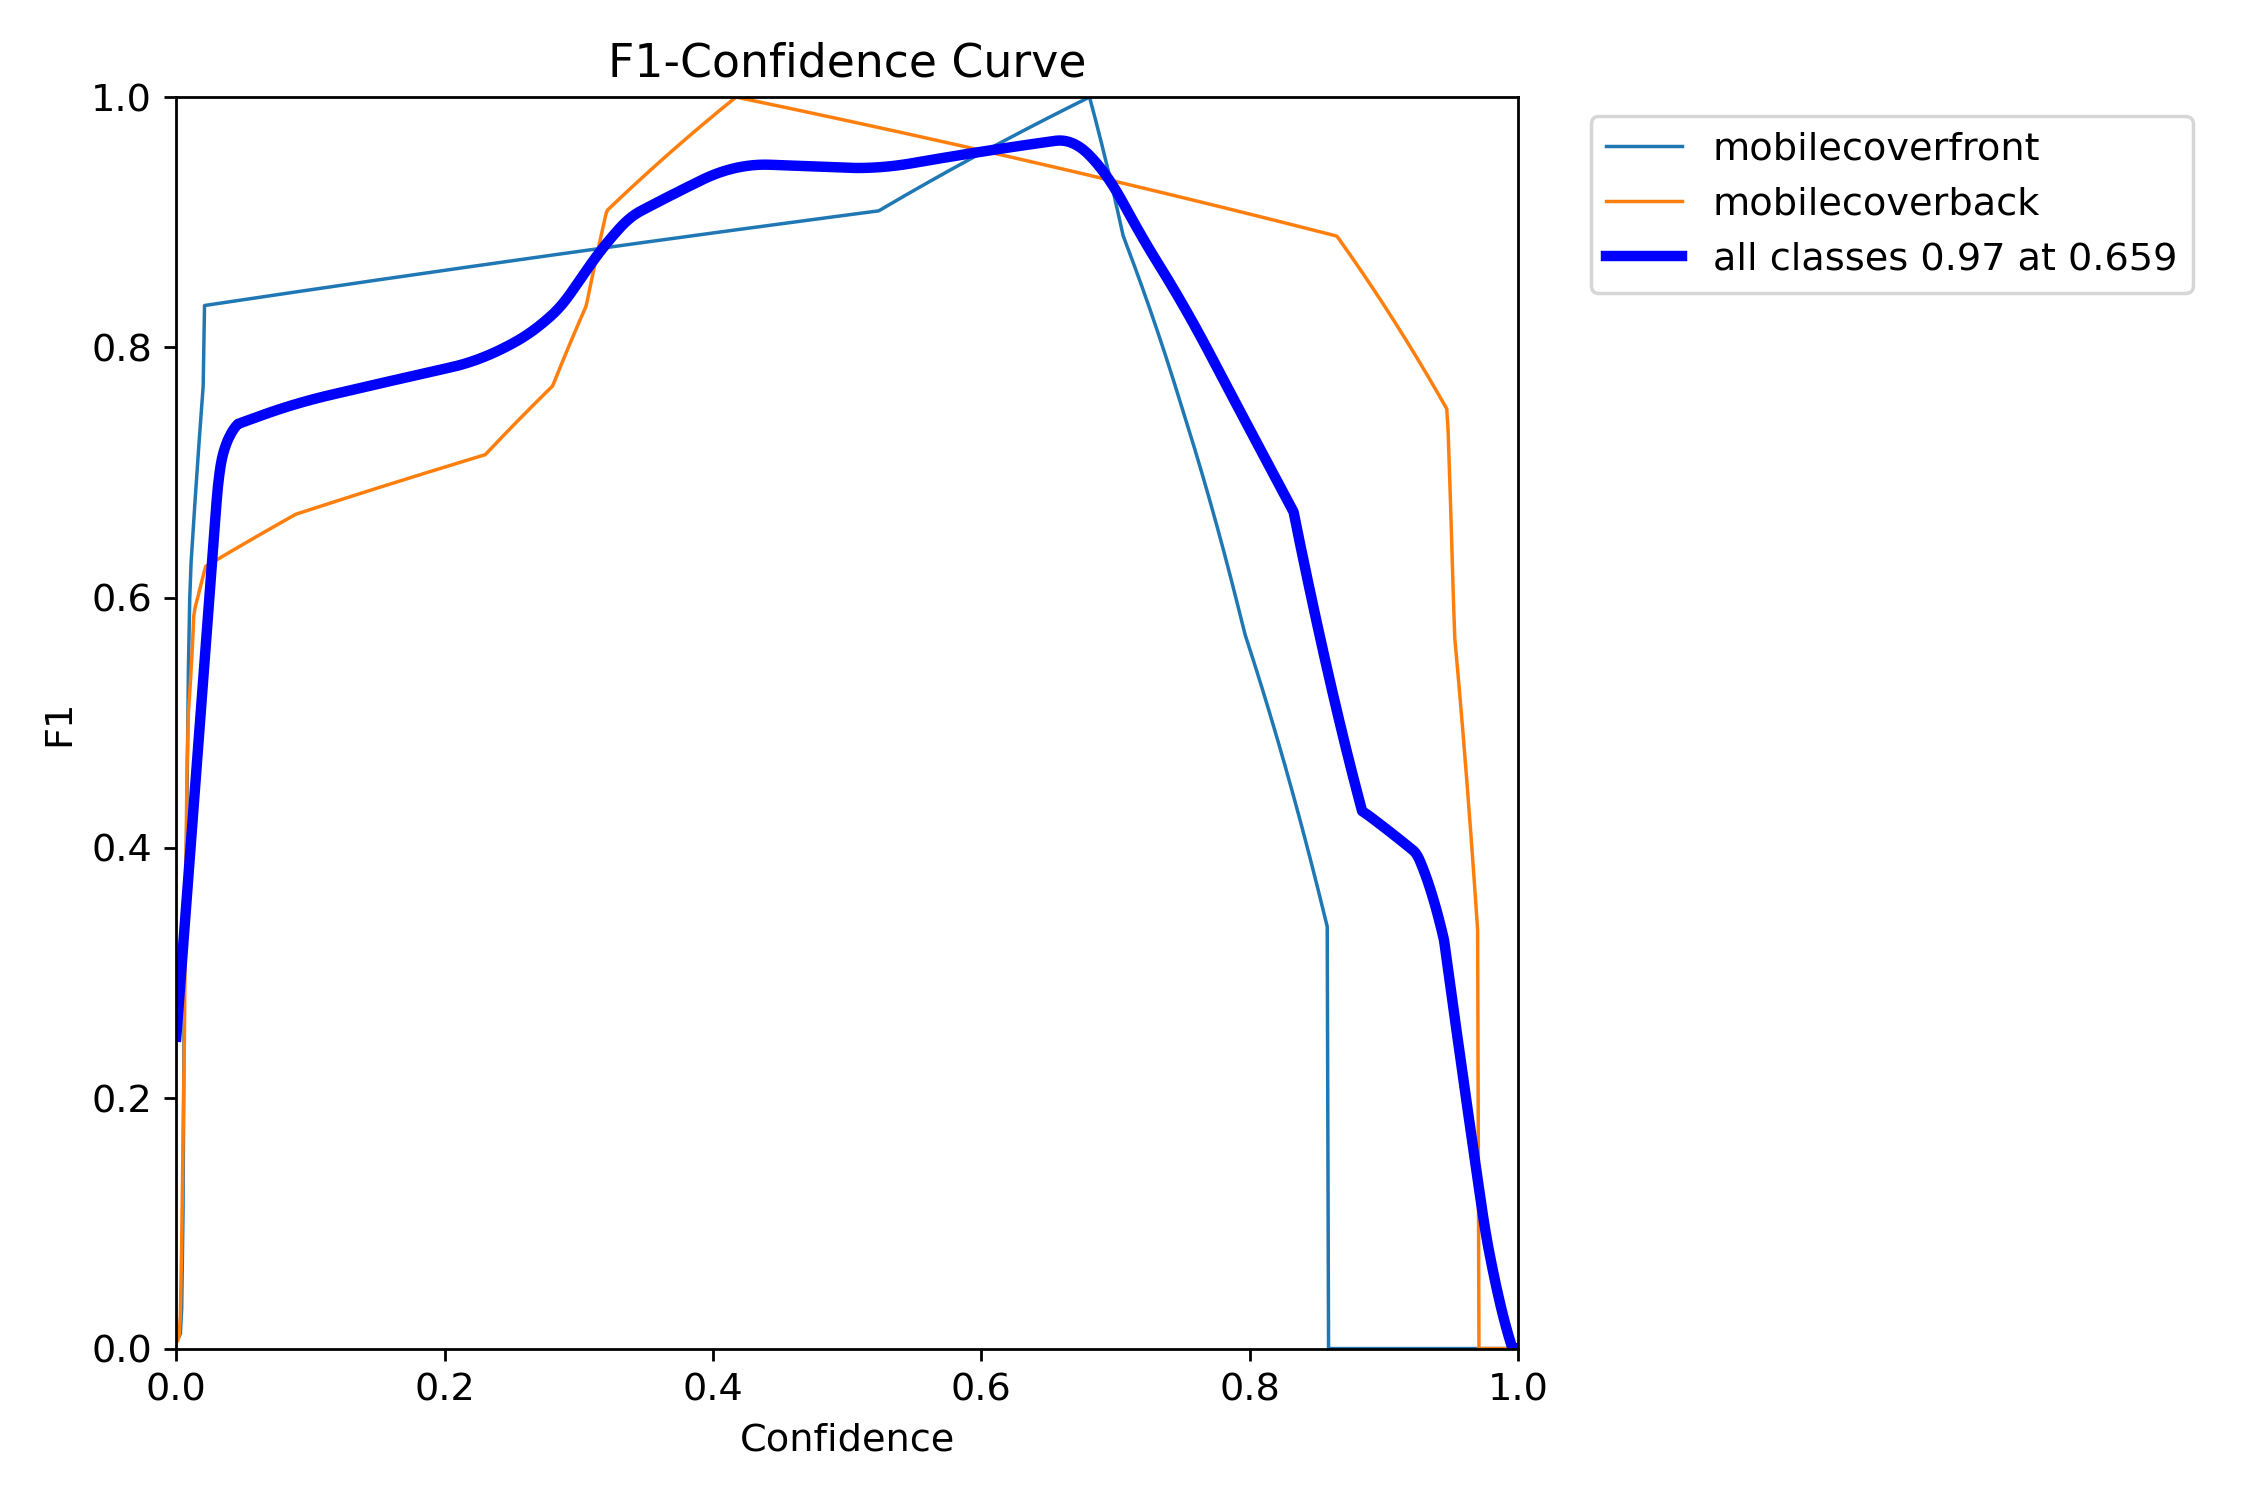 F1-Confidence Curve
1.0
0.8
0.6
0.4
0.2
0.0
F1
0.0 0.2 0.4 0.6 0.8 1.0
Confidence
mobilecoverfront
mobilecoverback
all classes 0.97 at 0.659